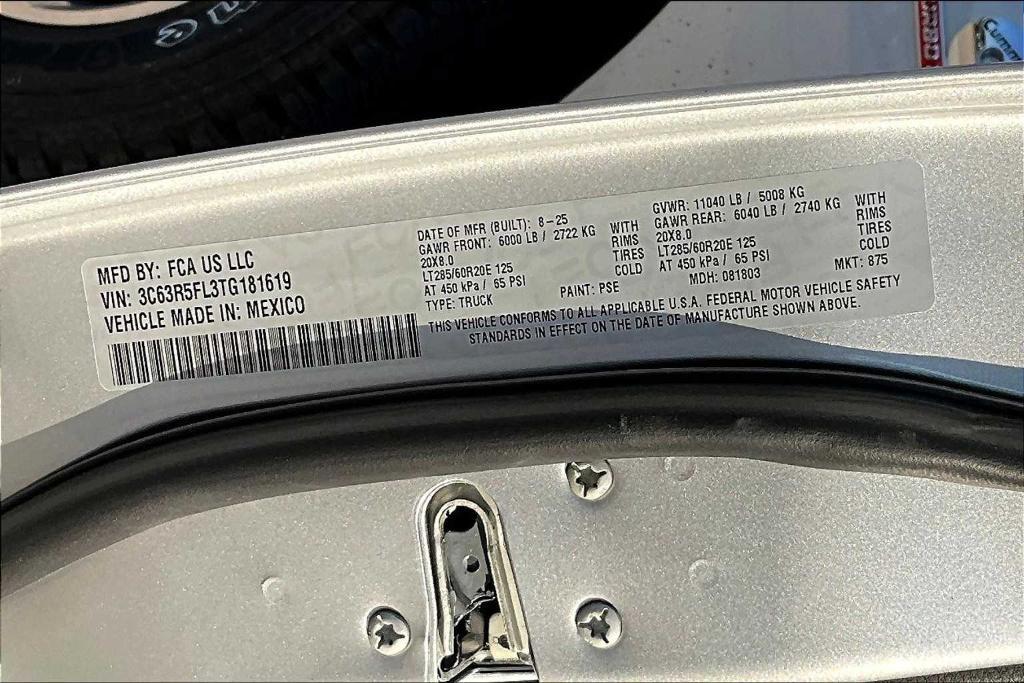 MFD BY: FCA US LLC
VIN: 3C63R5FL3TG181619
VEHICLE MADE IN: MEXICO
DATE OF MFR (BUILT): 8-25
GAWR FRONT: 6000 LB / 2722 KG WITH
20X8.0 RIMS
LT285/60R20E 125 TIRES
AT 450 kPa / 65 PSI COLD
TYPE: TRUCK PAINT: PSE
GVWR: 11040 LB / 5008 KG
GAWR REAR: 6040 LB / 2740 KG WITH
20X8.0 RIMS
LT285/60R20E 125 TIRES
AT 450 kPa / 65 PSI COLD
MDH: 081803 MKT: 875
THIS VEHICLE CONFORMS TO ALL APPLICABLE U.S.A. FEDERAL MOTOR VEHICLE SAFETY
STANDARDS IN EFFECT ON THE DATE OF MANUFACTURE SHOWN ABOVE.